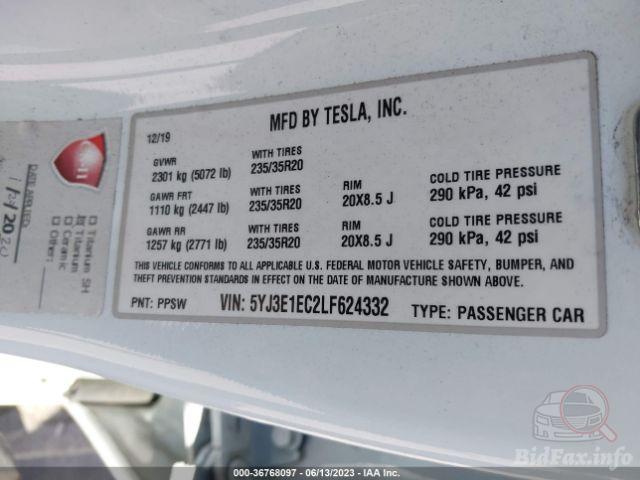 MFD BY TESLA, INC.
12/19
GVWR
2301 kg (5072 lb)
WITH TIRES
235/35R20
GAWR FRT
1110 kg (2447 lb)
WITH TIRES
235/35R20
RIM
20X8.5 J
COLD TIRE PRESSURE
290 kPa, 42 psi
GAWR RR
1257 kg (2771 lb)
WITH TIRES
235/35R20
RIM
20X8.5 J
COLD TIRE PRESSURE
290 kPa, 42 psi
THIS VEHICLE CONFORMS TO ALL APPLICABLE U.S. FEDERAL MOTOR VEHICLE SAFETY, BUMPER, AND
THEFT PREVENTION STANDARDS IN EFFECT ON THE DATE OF MANUFACTURE SHOWN ABOVE.
PNT: PPSW
VIN: 5YJ3E1EC2LF624332
TYPE: PASSENGER CAR
Titanium SH
Titanium
Ceramic
Other:
000-36768097 - 06/13/2023 - IAA Inc.
BidFax.info